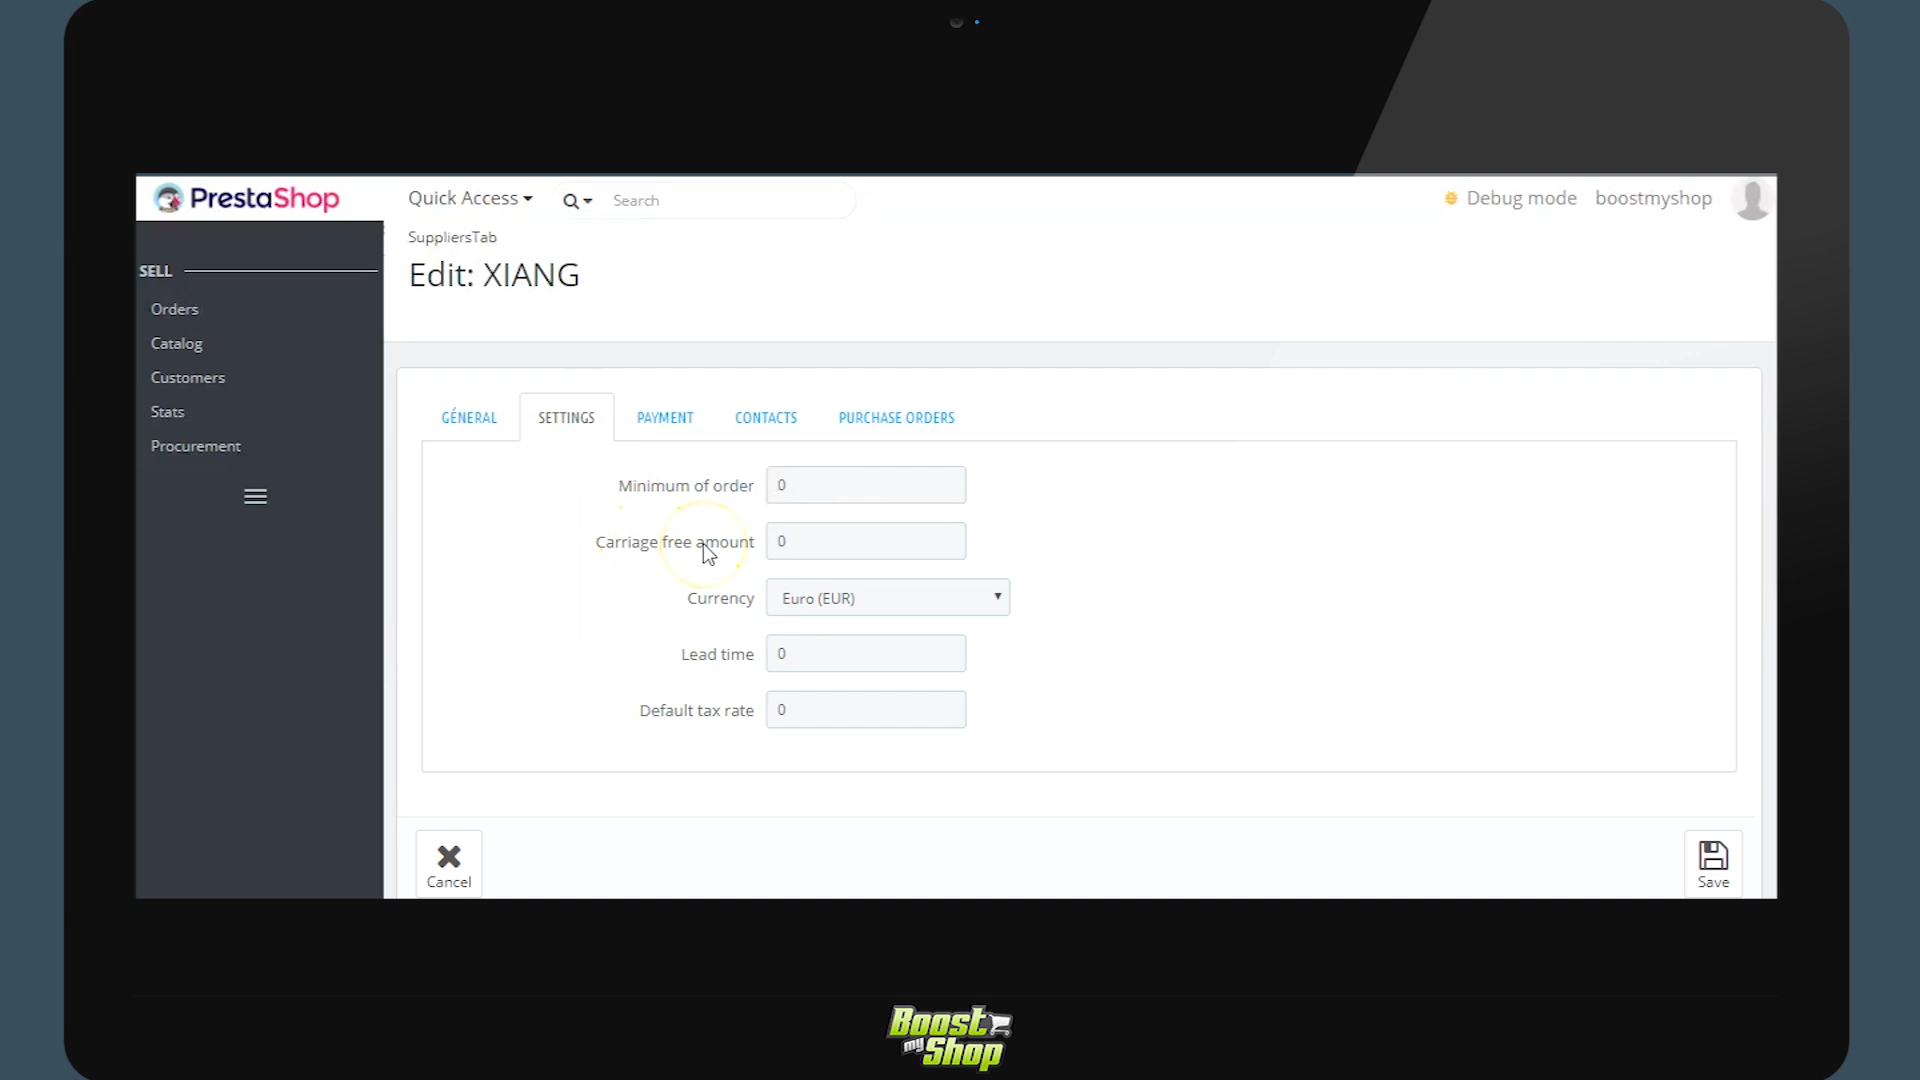 PrestaShop
Quick Access
Search
Debug mode
boostmyshop
SuppliersTab
Edit: XIANG
SELL
Orders
Catalog
Customers
Stats
Procurement
GÉNERAL
SETTINGS
PAYMENT
CONTACTS
PURCHASE ORDERS
Minimum of order 0
Carriage free amount 0
Currency Euro (EUR)
Lead time 0
Default tax rate 0
Cancel
Save
Boost
my Shop